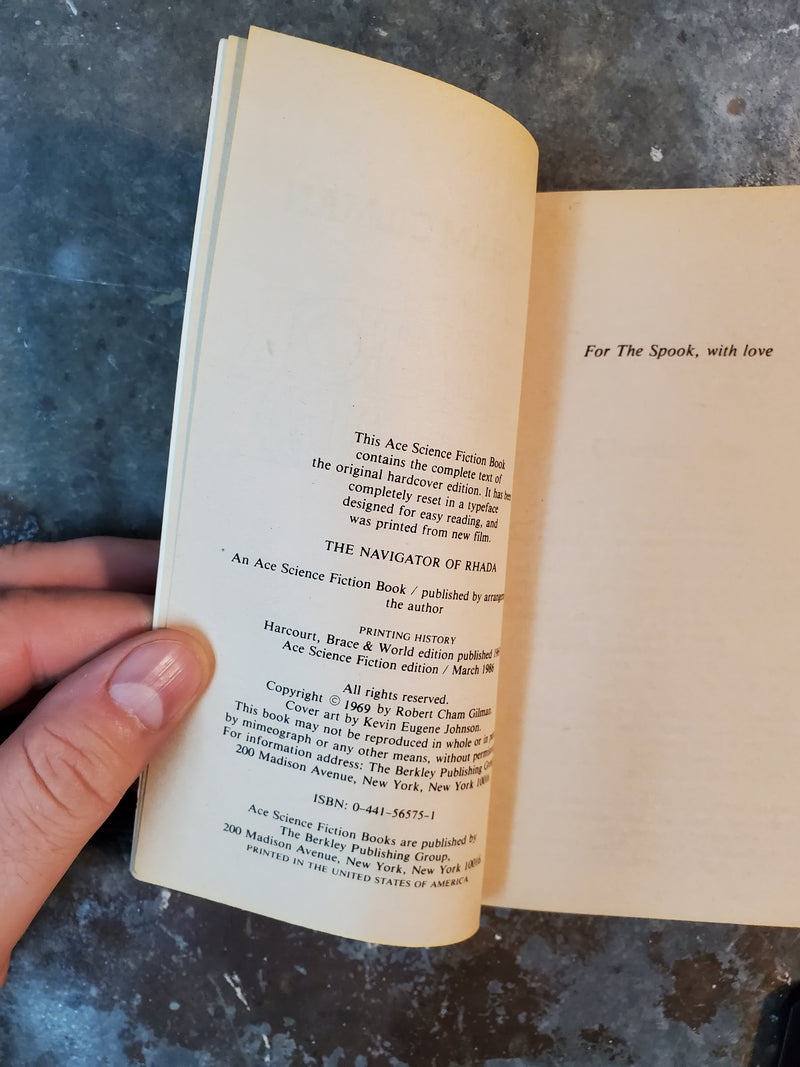 This Ace Science Fiction Book
contains the complete text of
the original hardcover edition. It has
completely reset in a typeface
designed for easy reading, and
was printed from new film.
THE NAVIGATOR OF RHADA
An Ace Science Fiction Book / published by
the author
PRINTING HISTORY
Harcourt, Brace & World edition published
Ace Science Fiction edition / March 1986
All rights reserved.
Copyright © 1969 by Robert Cham Gilman.
Cover art by Kevin Eugene Johnson.
This book may not be reproduced in whole or in
by mimeograph or any other means, without
For information address: The Berkley Publishing
200 Madison Avenue, New York, New York 10016
ISBN: 0-441-56575-1
Ace Science Fiction Books are published by
The Berkley Publishing Group,
200 Madison Avenue, New York, New York 10016
PRINTED IN THE UNITED STATES OF AMERICA
For The Spook, with love